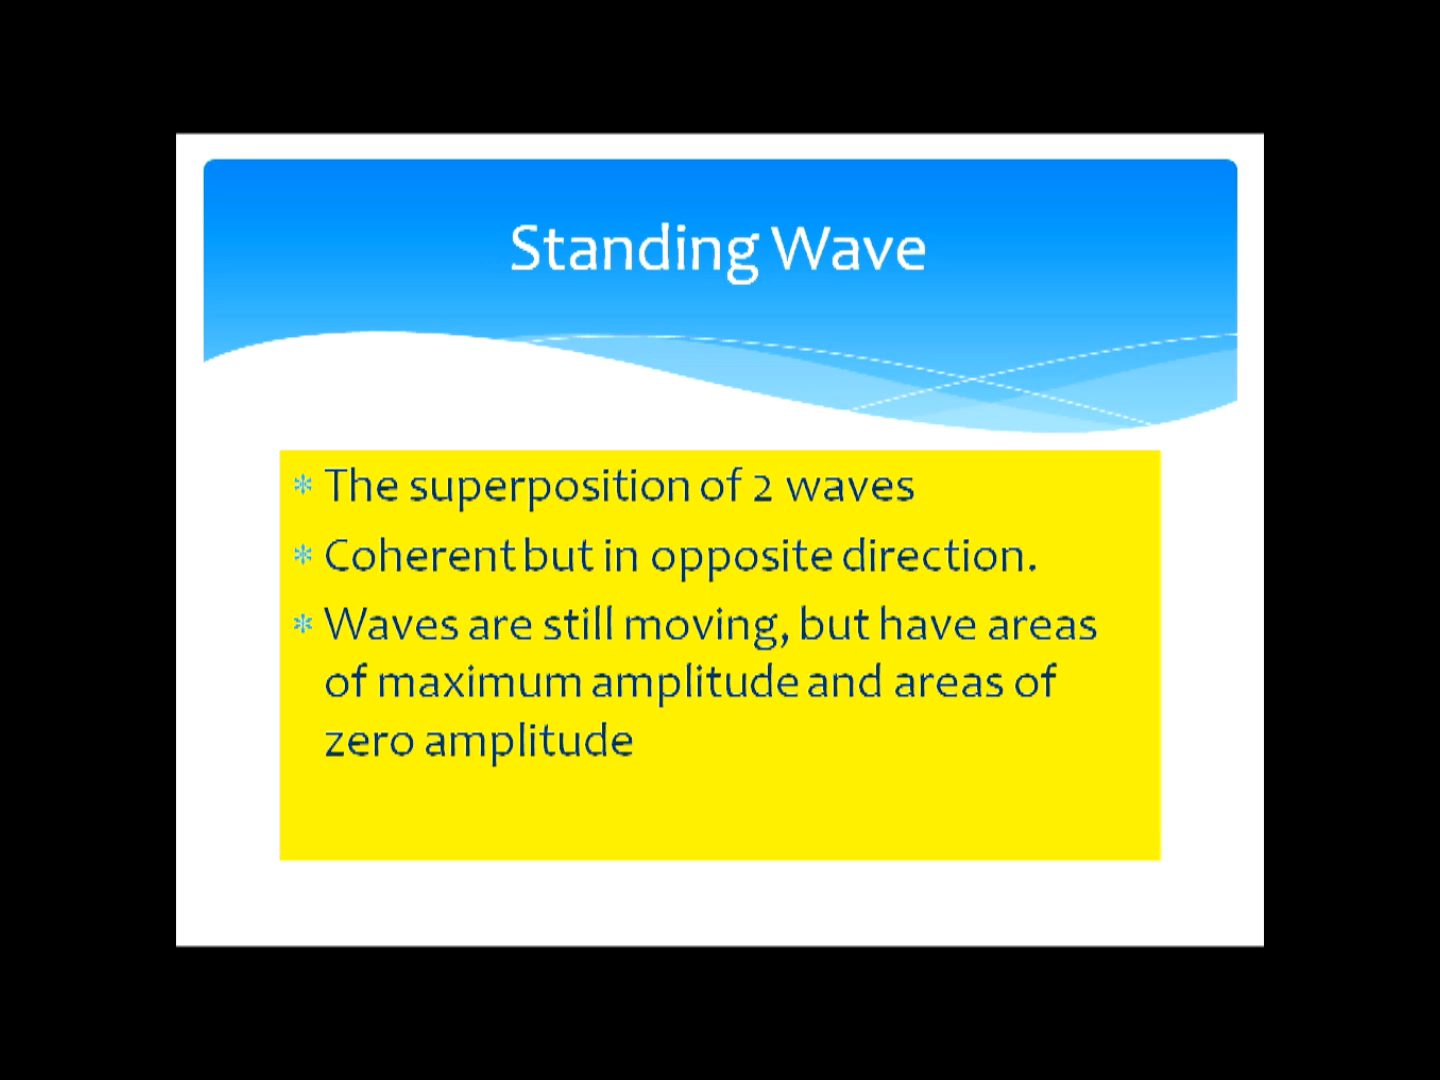 Standing Wave
* The superposition of 2 waves
* Coherent but in opposite direction.
* Waves are still moving, but have areas
of maximum amplitude and areas of
zero amplitude